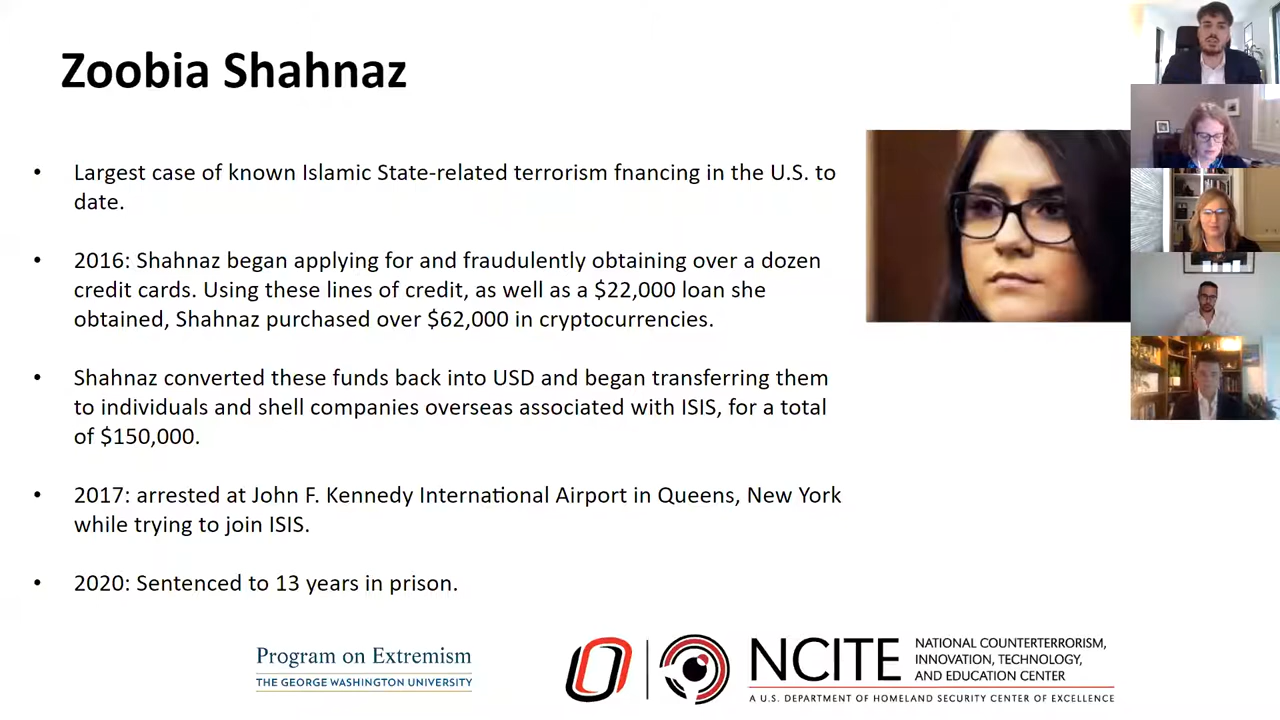 Zoobia Shahnaz
• Largest case of known Islamic State-related terrorism fnancing in the U.S. to
date.
• 2016: Shahnaz began applying for and fraudulently obtaining over a dozen
credit cards. Using these lines of credit, as well as a $22,000 loan she
obtained, Shahnaz purchased over $62,000 in cryptocurrencies.
• Shahnaz converted these funds back into USD and began transferring them
to individuals and shell companies overseas associated with ISIS, for a total
of $150,000.
• 2017: arrested at John F. Kennedy International Airport in Queens, New York
while trying to join ISIS.
• 2020: Sentenced to 13 years in prison.
Program on Extremism
THE GEORGE WASHINGTON UNIVERSITY
O
NCITE
NATIONAL COUNTERTERRORISM,
INNOVATION, TECHNOLOGY,
AND EDUCATION CENTER
A U.S. DEPARTMENT OF HOMELAND SECURITY CENTER OF EXCELLENCE